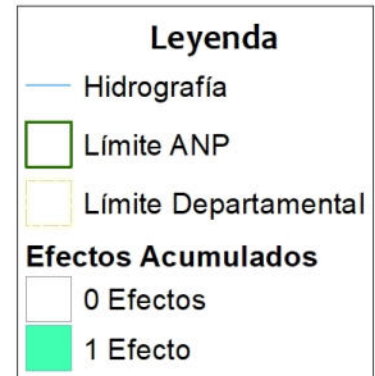 Leyenda
Hidrografía
Límite ANP
Límite Departamental
Efectos Acumulados
0 Efectos
1 Efecto